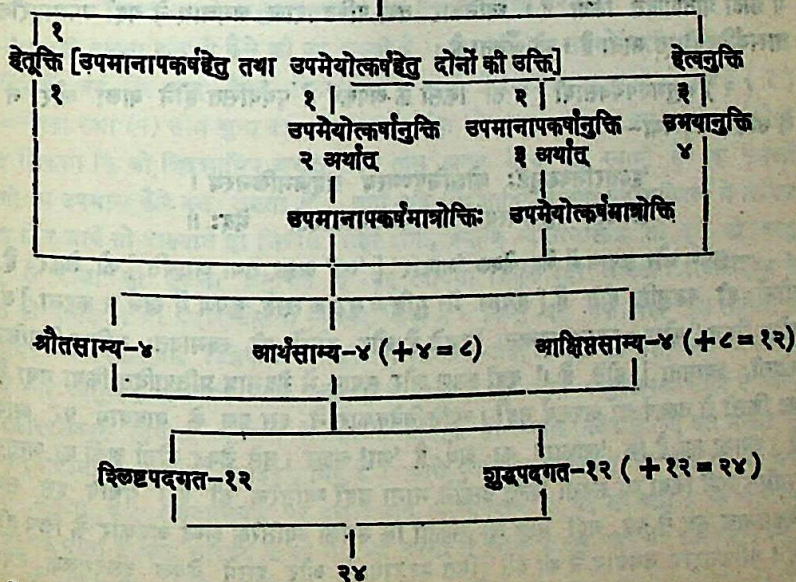 १
हेतूक्ति [उपमानापकर्षहेतु तथा उपमेयोत्कर्षहेतु दोनों की उक्ति] हेत्वनुक्ति
१ १ २ ३
उपमेयोत्कर्षानुक्ति उपमानापकर्षानुक्ति उभयानुक्ति
२ अर्थात् ३ अर्थात् ४
उपमानापकर्षमात्रोक्तिः उपमेयोत्कर्षमात्रोक्ति
श्रौतसाम्य-४ आर्थसाम्य-४ (+४=८) आक्षिप्तसाम्य-४ (+८=१२)
श्लिष्टपदगत-१२ शुद्धपदगत-१२ (+१२=२४)
२४